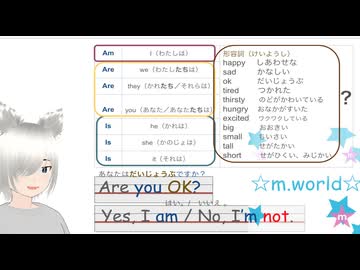 Am I（わたしは）
Are we（わたしたちは）
Are they（かれたち／それらは）
Are you（あなた／あなたたちは）
Is he（かれは）
Is she（かのじょは）
Is it（それは）
形容詞（けいようし）
happy しあわせな
sad かなしい
ok だいじょうぶ
tired つかれた
thirsty のどがかわいている
hungry おなかがすいた
excited ワクワクしている
big おおきい
small ちいさい
tall せがたかい
short せがひくい、みじかい
?
☆m.world☆
m
あなたはだいじょうぶですか？
Are you OK?
はい。/ いいえ。
Yes, I am / No, I'm not.